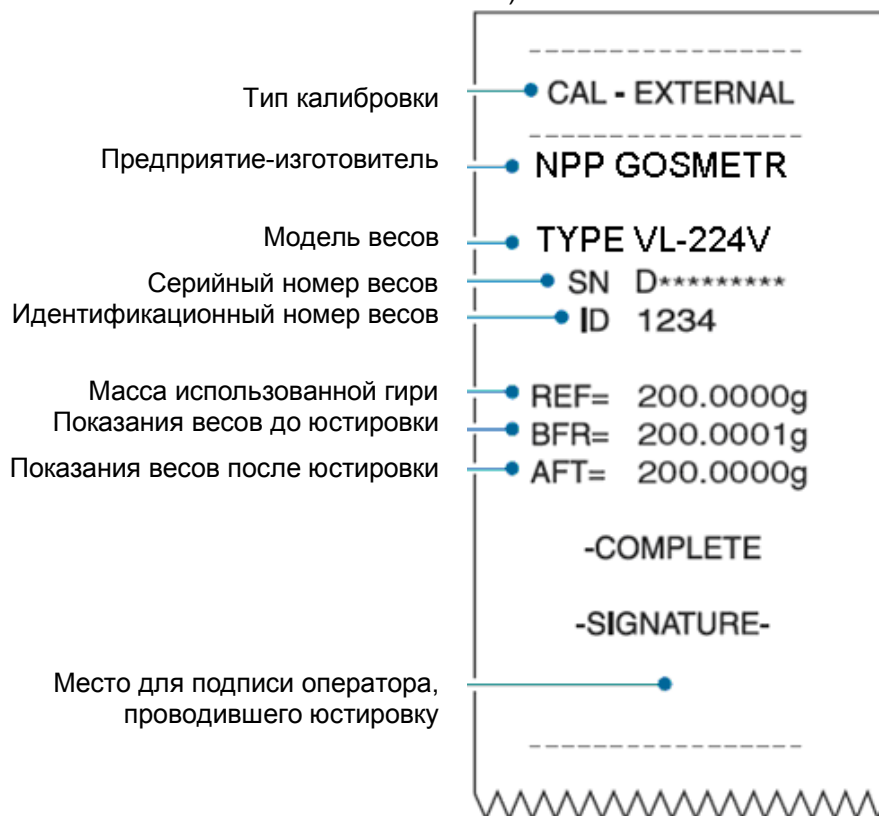 )
Тип калибровки CAL - EXTERNAL
Предприятие-изготовитель NPP GOSMETR
Модель весов TYPE VL-224V
Серийный номер весов SN D*********
Идентификационный номер весов ID 1234
Масса использованной гири REF= 200.0000g
Показания весов до юстировки BFR= 200.0001g
Показания весов после юстировки AFT= 200.0000g
-COMPLETE
-SIGNATURE-
Место для подписи оператора,
проводившего юстировку